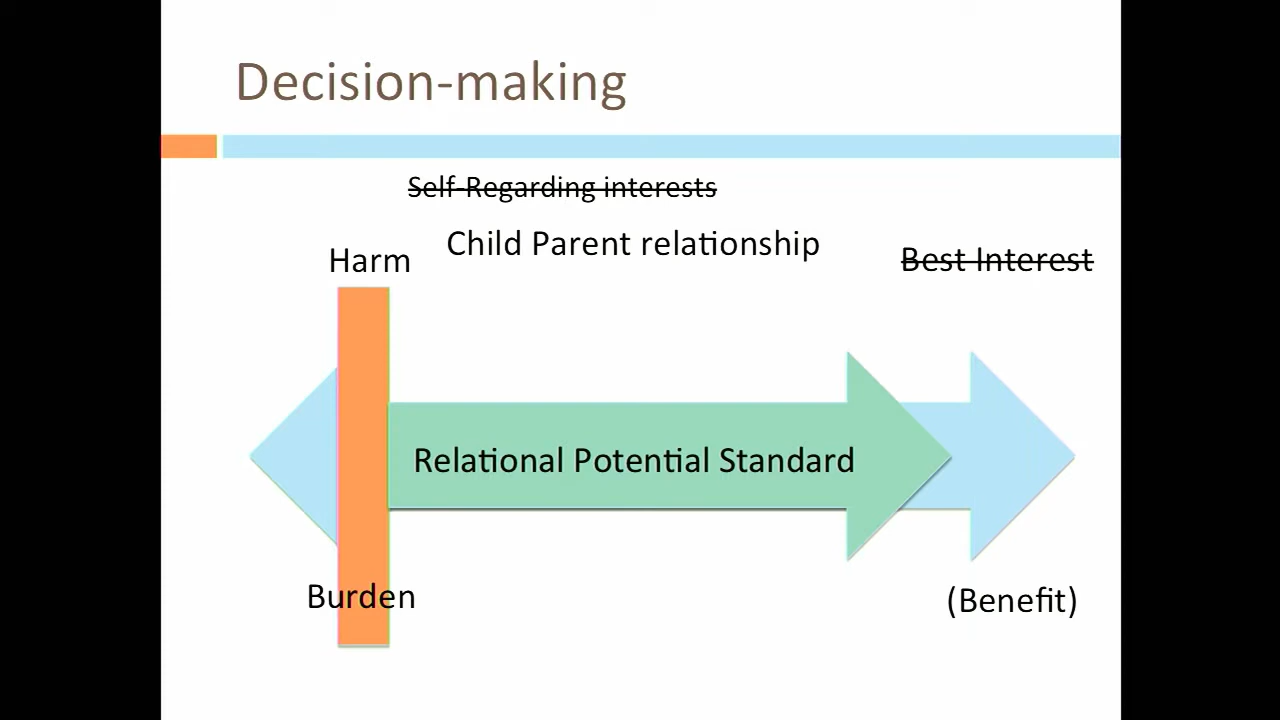 Decision-making
Self-Regarding interests
Child Parent relationship
Harm
Best Interest
Relational Potential Standard
Burden
(Benefit)